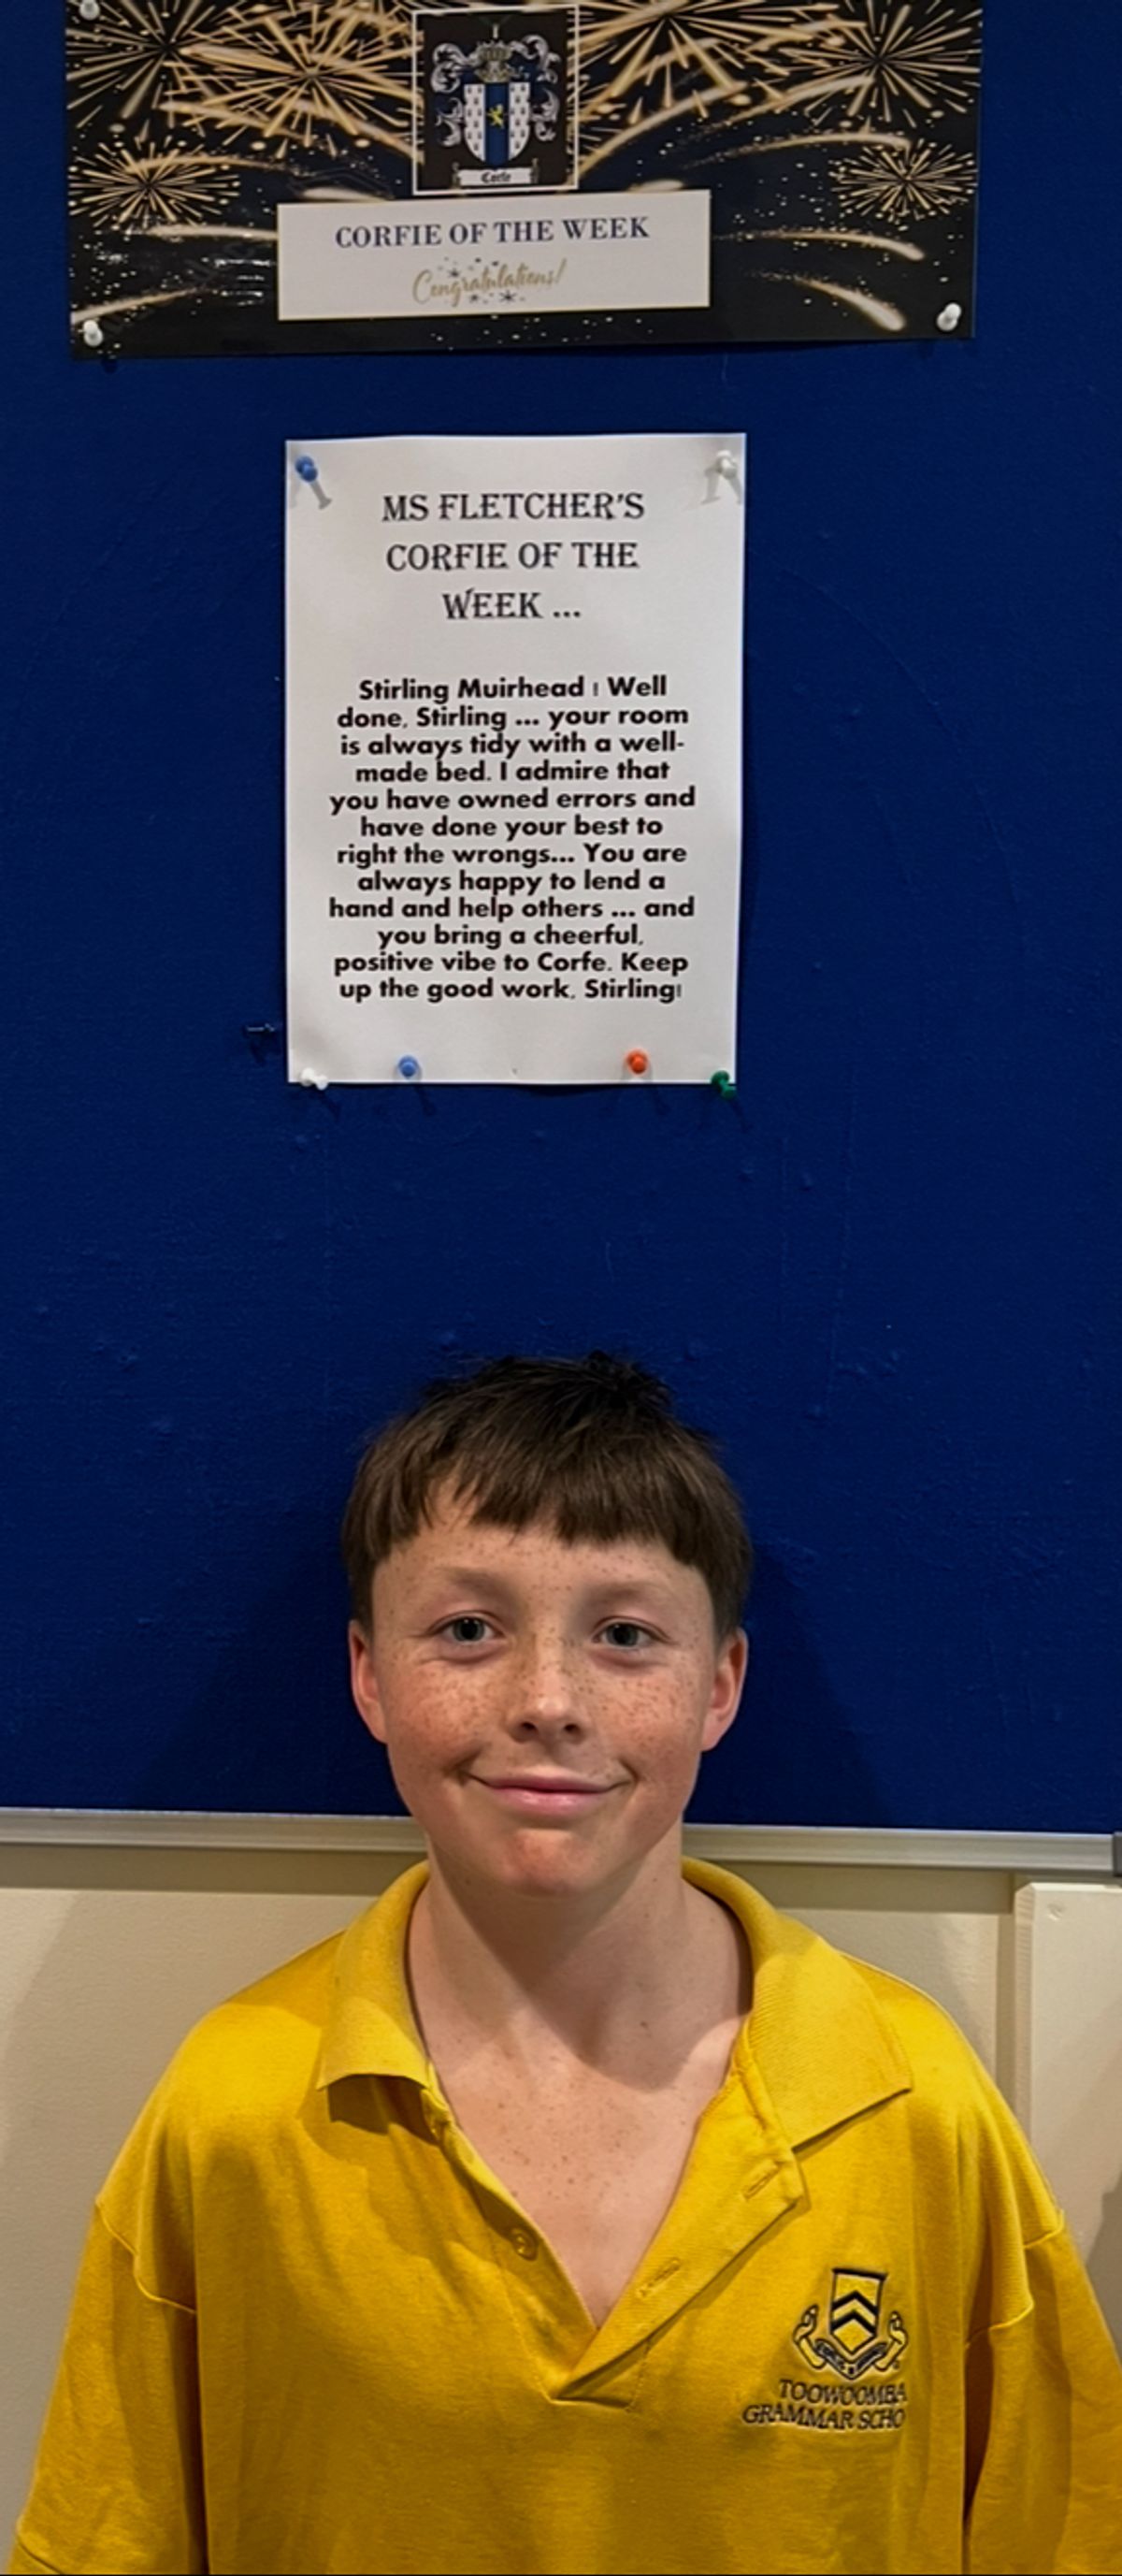 Corfe
CORFIE OF THE WEEK
Congratulations!
MS FLETCHER'S
CORFIE OF THE
WEEK ...
Stirling Muirhead ! Well
done, Stirling ... your room
is always tidy with a well-
made bed. I admire that
you have owned errors and
have done your best to
right the wrongs... You are
always happy to lend a
hand and help others ... and
you bring a cheerful,
positive vibe to Corfe. Keep
up the good work, Stirling!
TOOWOOMBA
GRAMMAR SCHO